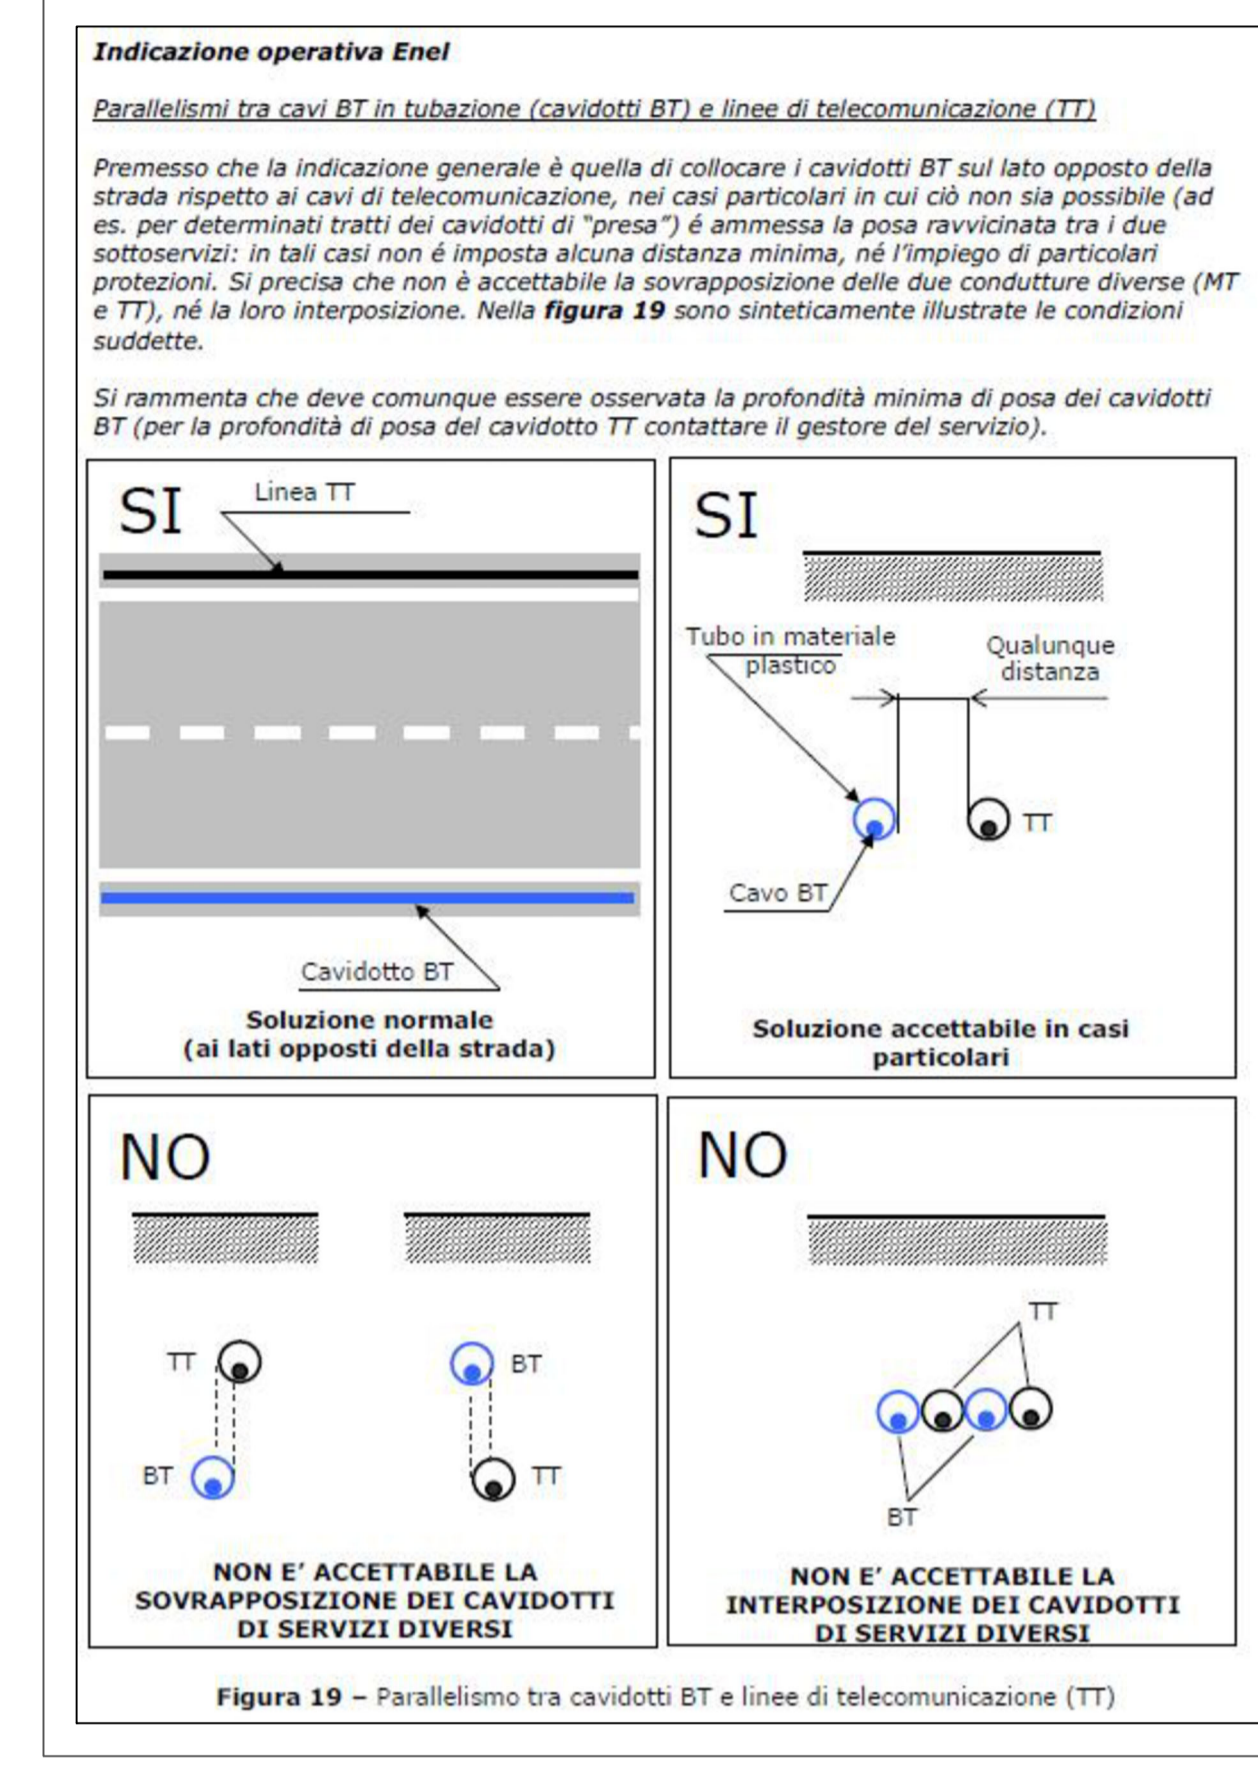 Indicazione operativa Enel
Parallelismi tra cavi BT in tubazione (cavidotti BT) e linee di telecomunicazione (TT)
Premesso che la indicazione generale è quella di collocare i cavidotti BT sul lato opposto della
strada rispetto ai cavi di telecomunicazione, nei casi particolari in cui ciò non sia possibile (ad
es. per determinati tratti dei cavidotti di "presa") é ammessa la posa ravvicinata tra i due
sottoservizi: in tali casi non é imposta alcuna distanza minima, né l'impiego di particolari
protezioni. Si precisa che non è accettabile la sovrapposizione delle due condutture diverse (MT
e TT), né la loro interposizione. Nella figura 19 sono sinteticamente illustrate le condizioni
suddette.
Si rammenta che deve comunque essere osservata la profondità minima di posa dei cavidotti
BT (per la profondità di posa del cavidotto TT contattare il gestore del servizio).
SI
Linea TT
Cavidotto BT
Soluzione normale
(ai lati opposti della strada)
SI
Tubo in materiale
plastico
Qualunque
distanza
TT
Cavo BT
Soluzione accettabile in casi
particolari
NO
TT
BT
BT
TT
NON E' ACCETTABILE LA
SOVRAPPOSIZIONE DEI CAVIDOTTI
DI SERVIZI DIVERSI
NO
TT
BT
NON E' ACCETTABILE LA
INTERPOSIZIONE DEI CAVIDOTTI
DI SERVIZI DIVERSI
Figura 19 – Parallelismo tra cavidotti BT e linee di telecomunicazione (TT)